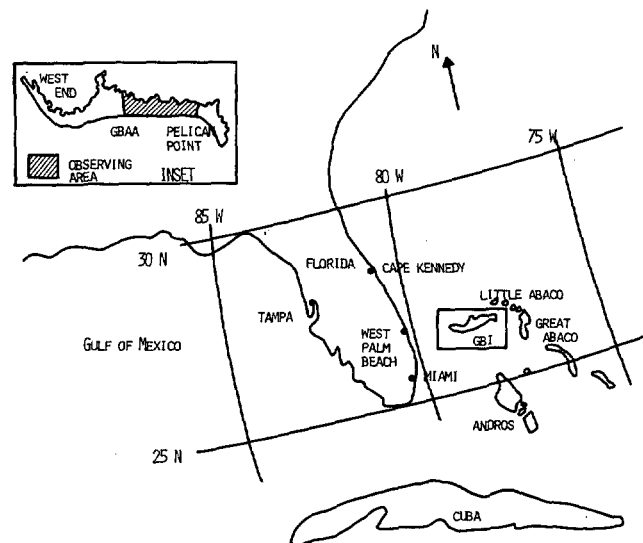 WEST
END
GBAA
PELICAN
POINT
OBSERVING
AREA
INSET
N
75 W
80 W
85 W
30 N
FLORIDA
CAPE KENNEDY
TAMPA
LITTLE ABACO
GREAT
ABACO
GBI
WEST
PALM
BEACH
GULF OF MEXICO
MIAMI
ANDROS
25 N
CUBA